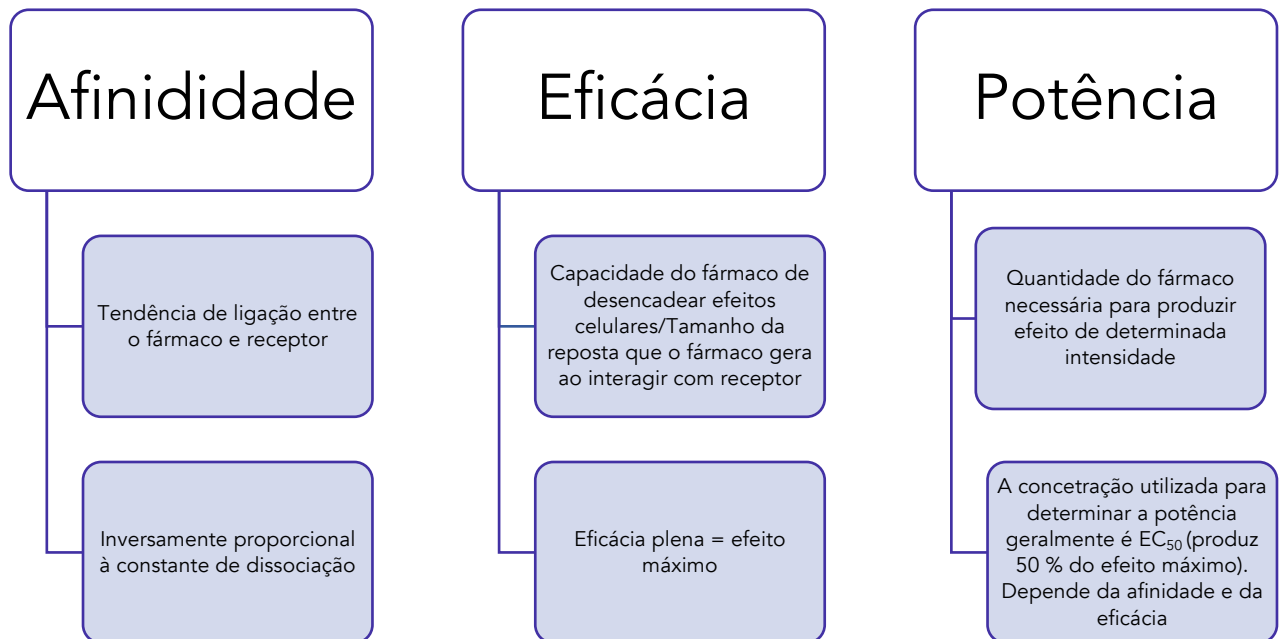 Afinididade
Tendência de ligação entre
o fármaco e receptor
Inversamente proporcional
à constante de dissociação
Eficácia
Capacidade do fármaco de
desencadear efeitos
celulares/Tamanho da
reposta que o fármaco gera
ao interagir com receptor
Eficácia plena = efeito
máximo
Potência
Quantidade do fármaco
necessária para produzir
efeito de determinada
intensidade
A concetração utilizada para
determinar a potência
geralmente é EC₅₀ (produz
50 % do efeito máximo).
Depende da afinidade e da
eficácia